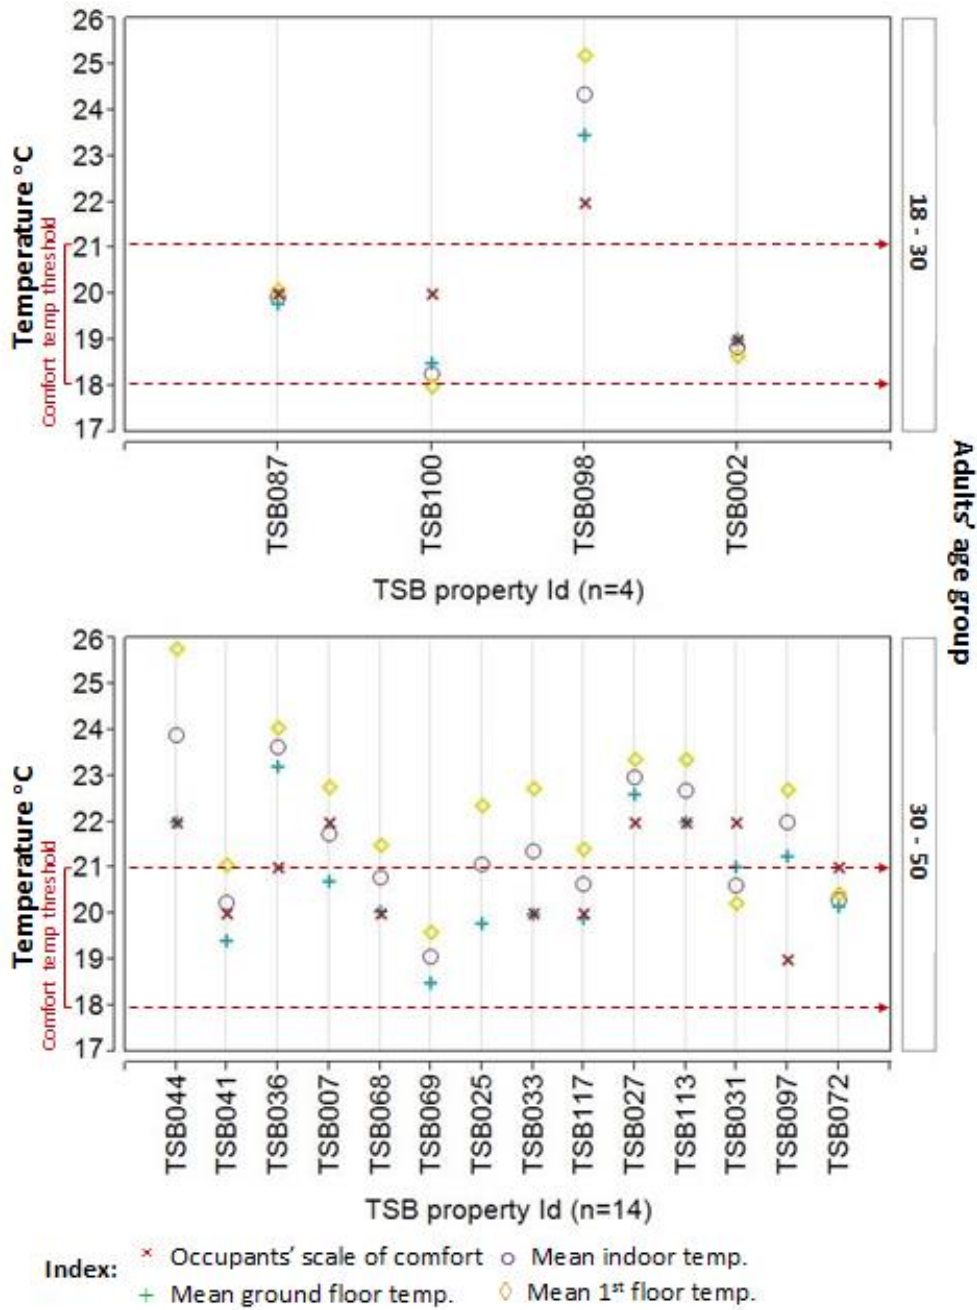 26
25
24
23
22
21
20
19
18
17
Temperature °C
Comfort temp threshold
18 - 30
TSB087
TSB100
TSB098
TSB002
TSB property Id (n=4)
Adults' age group
26
25
24
23
22
21
20
19
18
17
Temperature °C
Comfort temp threshold
30 - 50
TSB044
TSB041
TSB036
TSB007
TSB068
TSB069
TSB025
TSB033
TSB117
TSB027
TSB113
TSB031
TSB097
TSB072
TSB property Id (n=14)
Index:
Occupants' scale of comfort
Mean indoor temp.
Mean ground floor temp.
Mean 1st floor temp.